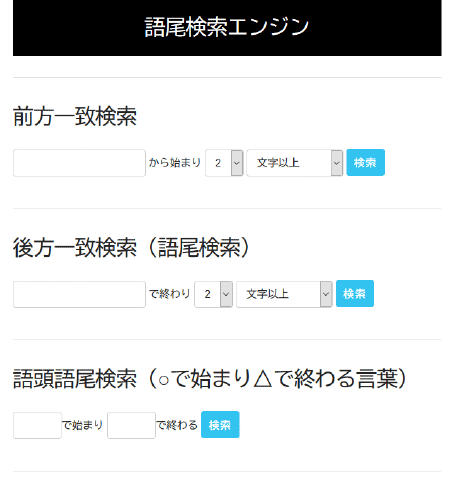 語尾検索エンジン
前方一致検索
から始まり 2 文字以上 検索
後方一致検索（語尾検索）
で終わり 2 文字以上 検索
語頭語尾検索（○で始まり△で終わる言葉）
で始まり で終わる 検索